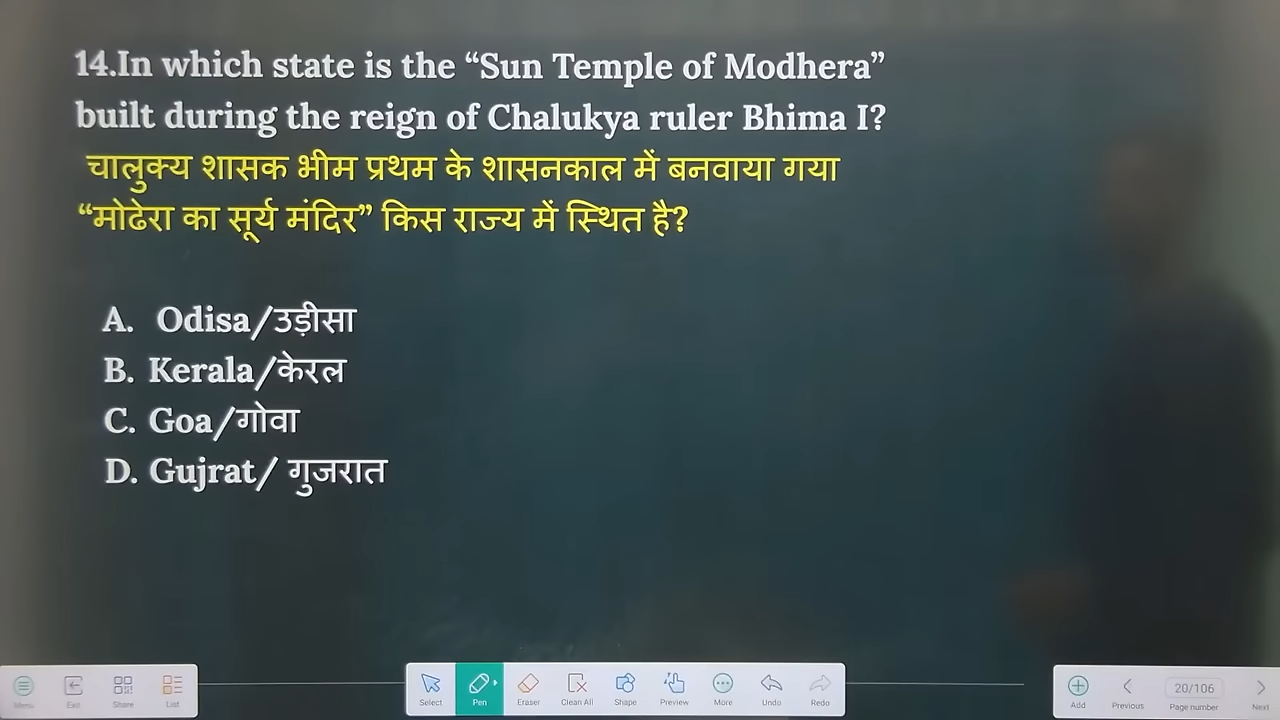 14.In which state is the “Sun Temple of Modhera”
built during the reign of Chalukya ruler Bhima I?
चालुक्य शासक भीम प्रथम के शासनकाल में बनवाया गया
“मोढेरा का सूर्य मंदिर” किस राज्य में स्थित है?
A. Odisa/उड़ीसा
B. Kerala/केरल
C. Goa/गोवा
D. Gujrat/ गुजरात
Menu Exit Share List Select Pen Eraser Clean All Shape Preview More Undo Redo Add Previous 20/106 Page number Next